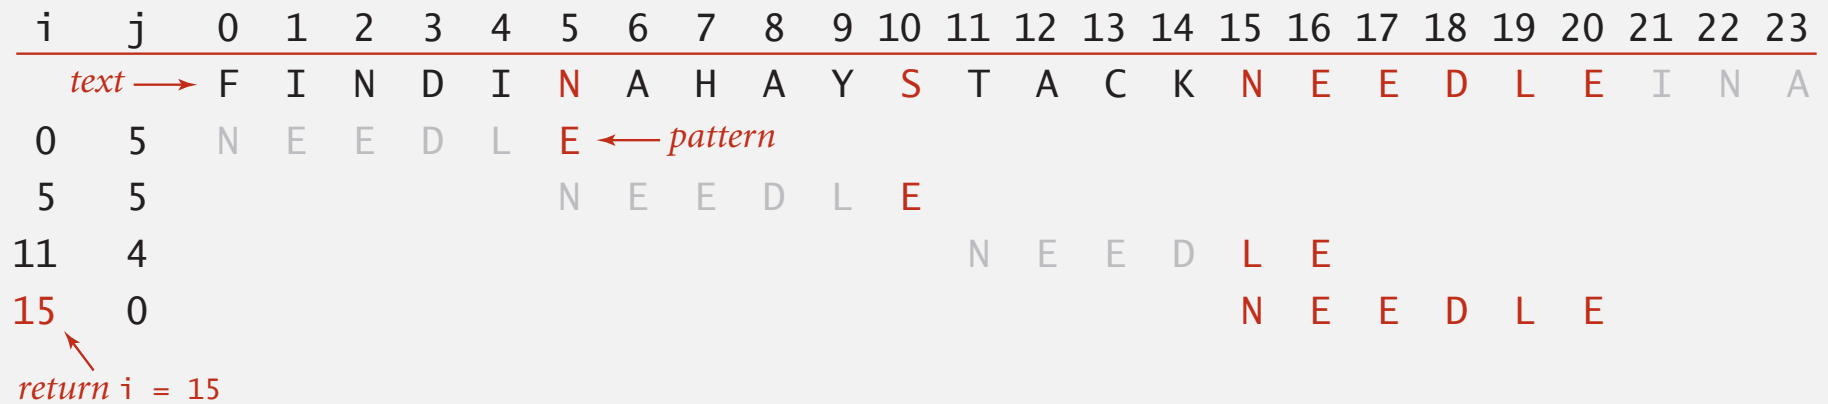 i j 0 1 2 3 4 5 6 7 8 9 10 11 12 13 14 15 16 17 18 19 20 21 22 23
text F I N D I N A H A Y S T A C K N E E D L E I N A
0 5 N E E D L E pattern
5 5 N E E D L E
11 4 N E E D L E
15 0 N E E D L E
return i = 15